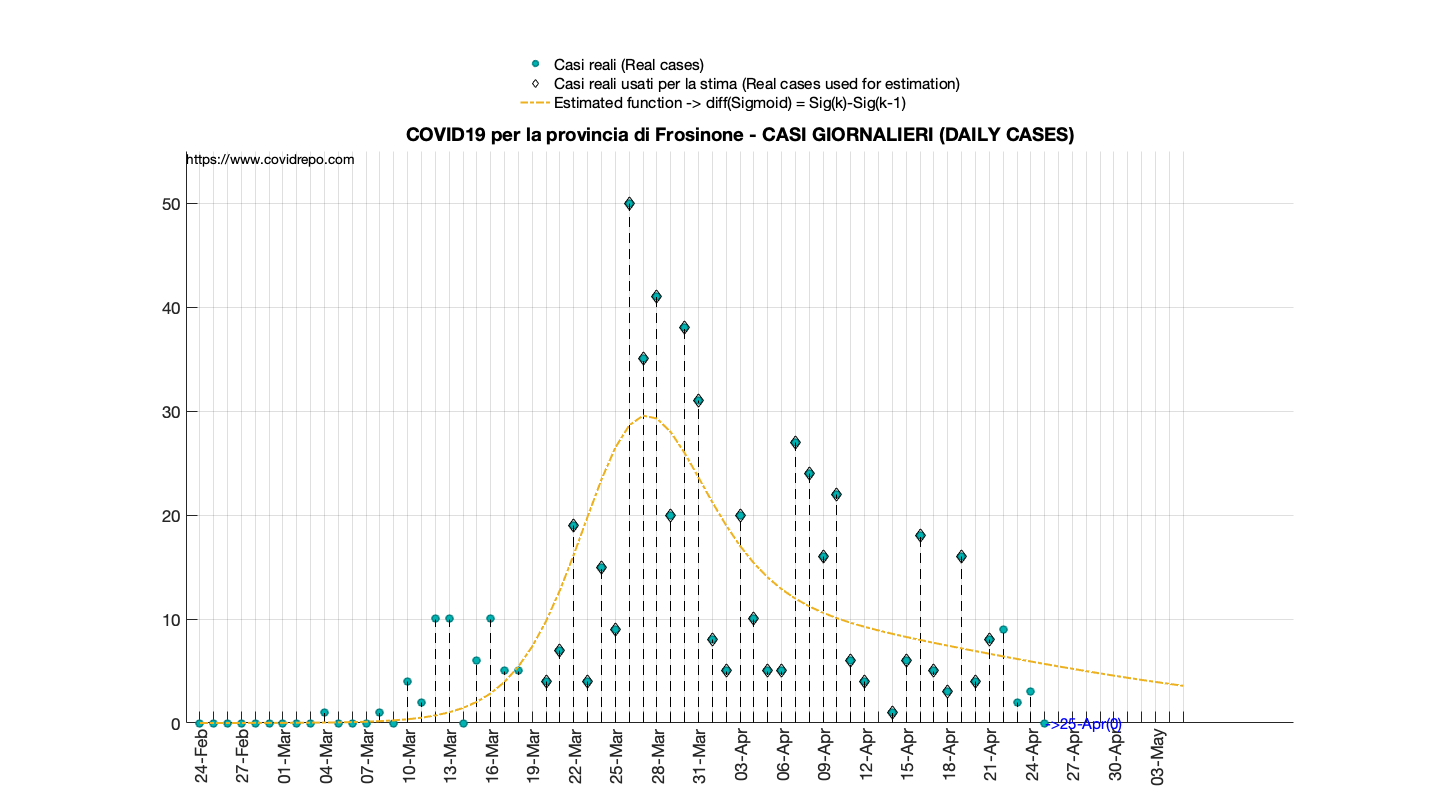 Casi reali (Real cases)
Casi reali usati per la stima (Real cases used for estimation)
Estimated function -> diff(Sigmoid) = Sig(k)-Sig(k-1)
COVID19 per la provincia di Frosinone - CASI GIORNALIERI (DAILY CASES)
https://www.covidrepo.com
50
40
30
20
10
0
->25-Apr(0)
24-Feb
27-Feb
01-Mar
04-Mar
07-Mar
10-Mar
13-Mar
16-Mar
19-Mar
22-Mar
25-Mar
28-Mar
31-Mar
03-Apr
06-Apr
09-Apr
12-Apr
15-Apr
18-Apr
21-Apr
24-Apr
27-Apr
30-Apr
03-May